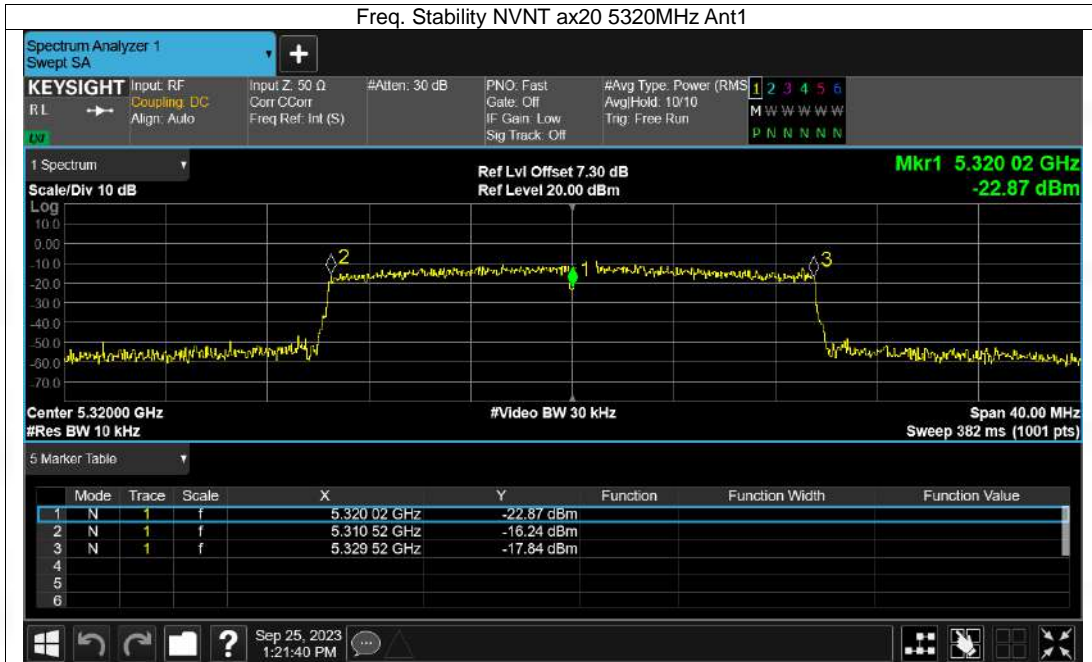 Freq. Stability NVNT ax20 5320MHz Ant1
Spectrum Analyzer 1
Swept SA
+
KEYSIGHT Input: RF Input Z: 50 Ω #Atten: 30 dB PNO: Fast #Avg Type: Power (RMS 1 2 3 4 5 6
RL Coupling: DC Corr CCorr Gate: Off Avg|Hold: 10/10 M W W W W W
Align: Auto Freq Ref: Int (S) IF Gain: Low Trig: Free Run
LXI Sig Track: Off P N N N N N
1 Spectrum Ref Lvl Offset 7.30 dB Mkr1 5.320 02 GHz
Scale/Div 10 dB Ref Level 20.00 dBm -22.87 dBm
Log
10.0
0.00
-10.0
-20.0
-30.0
-40.0
-50.0
-60.0
-70.0
2 1 3
Center 5.32000 GHz #Video BW 30 kHz Span 40.00 MHz
#Res BW 10 kHz Sweep 382 ms (1001 pts)
5 Marker Table
Mode Trace Scale X Y Function Function Width Function Value
1 N 1 f 5.320 02 GHz -22.87 dBm
2 N 1 f 5.310 52 GHz -16.24 dBm
3 N 1 f 5.329 52 GHz -17.84 dBm
4
5
6
? Sep 25, 2023
1:21:40 PM